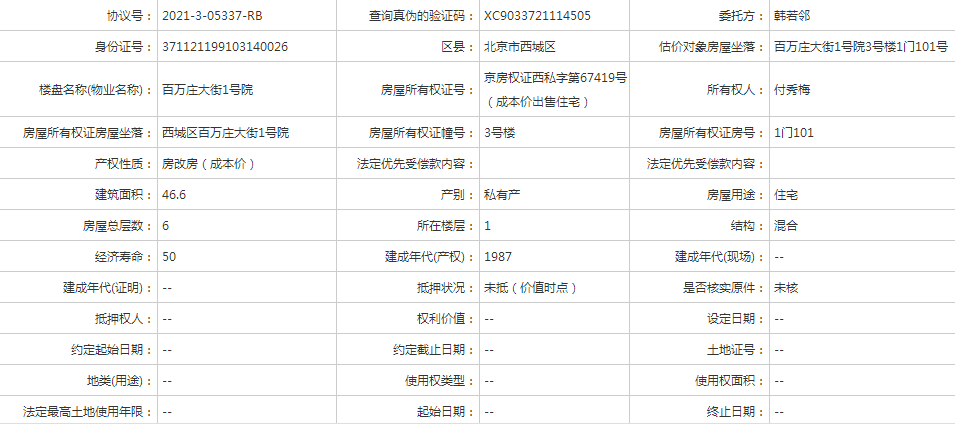 协议号： 2021-3-05337-RB 查询真伪的验证码： XC9033721114505 委托方： 韩若邻
身份证号： 371121199103140026 区县： 北京市西城区 估价对象房屋坐落： 百万庄大街1号院3号楼1门101号
楼盘名称(物业名称)： 百万庄大街1号院 房屋所有权证号： 京房权证西私字第67419号
（成本价出售住宅） 所有权人： 付秀梅
房屋所有权证房屋坐落： 西城区百万庄大街1号院 房屋所有权证幢号： 3号楼 房屋所有权证房号： 1门101
产权性质： 房改房（成本价） 法定优先受偿款内容： 法定优先受偿款内容：
建筑面积： 46.6 产别： 私有产 房屋用途： 住宅
房屋总层数： 6 所在楼层： 1 结构： 混合
经济寿命： 50 建成年代(产权)： 1987 建成年代(现场)： --
建成年代(证明)： -- 抵押状况： 未抵（价值时点） 是否核实原件： 未核
抵押权人： -- 权利价值： -- 设定日期： --
约定起始日期： -- 约定截止日期： -- 土地证号： --
地类(用途)： -- 使用权类型： -- 使用权面积： --
法定最高土地使用年限： -- 起始日期： -- 终止日期： --